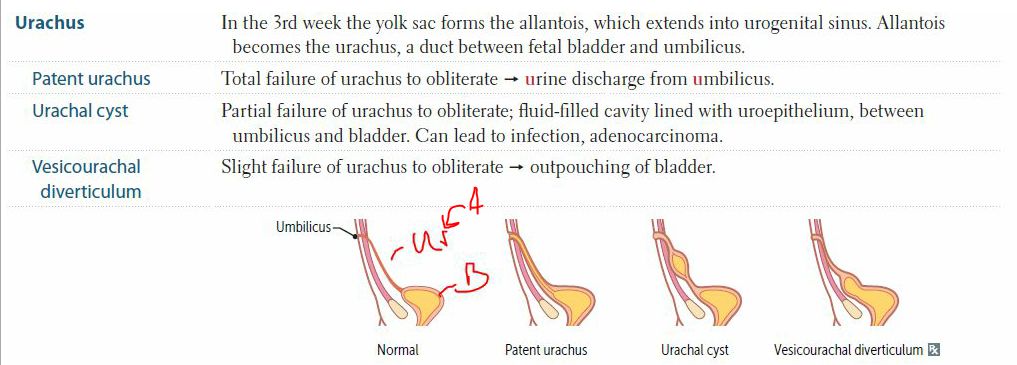 Urachus
In the 3rd week the yolk sac forms the allantois, which extends into urogenital sinus. Allantois
becomes the urachus, a duct between fetal bladder and umbilicus.
Patent urachus
Total failure of urachus to obliterate → urine discharge from umbilicus.
Urachal cyst
Partial failure of urachus to obliterate; fluid-filled cavity lined with uroepithelium, between
umbilicus and bladder. Can lead to infection, adenocarcinoma.
Vesicourachal
diverticulum
Slight failure of urachus to obliterate → outpouching of bladder.
Umbilicus
A
Ur
B
Normal
Patent urachus
Urachal cyst
Vesicourachal diverticulum Rx